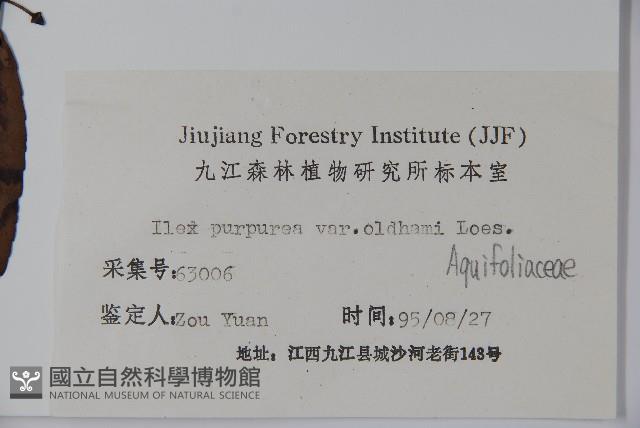 Jiujiang Forestry Institute (JJF)
九江森林植物研究所标本室
Ilex purpurea var.oldhami Loes.
采集号:63006
Aquifoliaceae
鉴定人:Zou Yuan 时间:95/08/27
地址:江西九江县城沙河老街143号
國立自然科學博物館
NATIONAL MUSEUM OF NATURAL SCIENCE